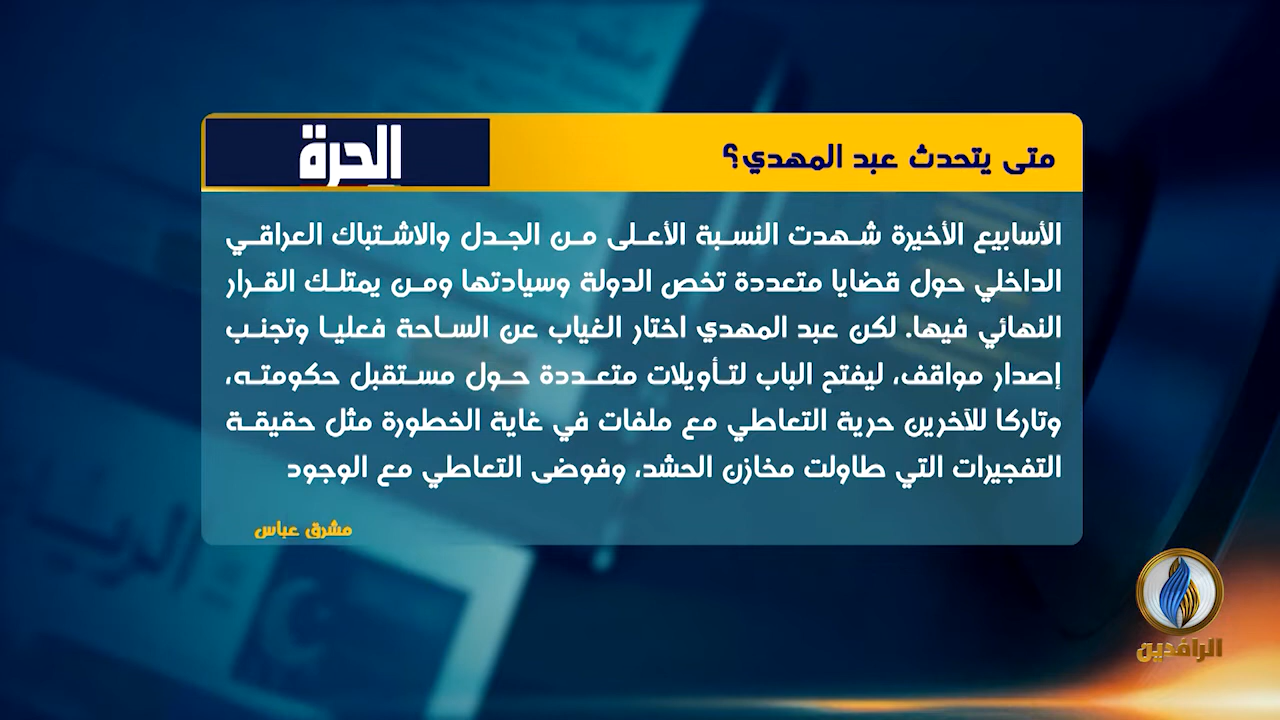 متى يتحدث عبد المهدي؟
الحرة
الأسابيع الأخيرة شهدت النسبة الأعلى من الجدل والاشتباك العراقي
الداخلي حول قضايا متعددة تخص الدولة وسيادتها ومن يمتلك القرار
النهائي فيها. لكن عبد المهدي اختار الغياب عن الساحة فعليا وتجنب
إصدار مواقف، ليفتح الباب لتأويلات متعددة حول مستقبل حكومته،
وتاركا للآخرين حرية التعاطي مع ملفات في غاية الخطورة مثل حقيقة
التفجيرات التي طاولت مخازن الحشد، وفوضى التعاطي مع الوجود
مشرق عباس
الرافدين